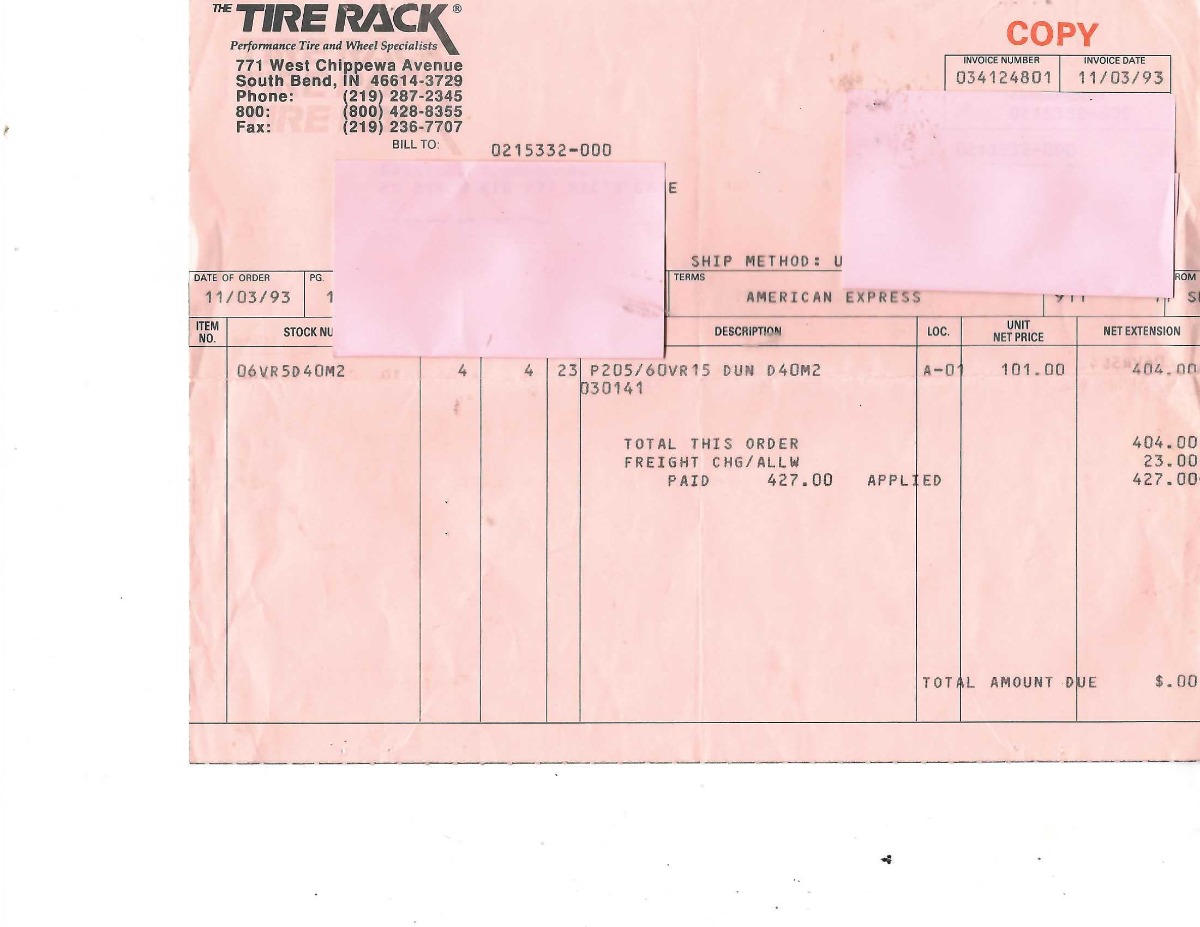 THE TIRE RACK®
Performance Tire and Wheel Specialists
771 West Chippewa Avenue
South Bend, IN 46614-3729
Phone: (219) 287-2345
800: (800) 428-8355
Fax: (219) 236-7707
COPY
INVOICE NUMBER INVOICE DATE
034124801 11/03/93
BILL TO: 0215332-000
E
SHIP METHOD: U
DATE OF ORDER PG. TERMS ROM
11/03/93 1 AMERICAN EXPRESS
ITEM NO. STOCK NU DESCRIPTION LOC. UNIT NET PRICE NET EXTENSION
06VR5D40M2 4 4 23 P205/60VR15 DUN D40M2 A-01 101.00 404.00
030141
TOTAL THIS ORDER 404.00
FREIGHT CHG/ALLW 23.00
PAID 427.00 APPLIED 427.00
TOTAL AMOUNT DUE $.00